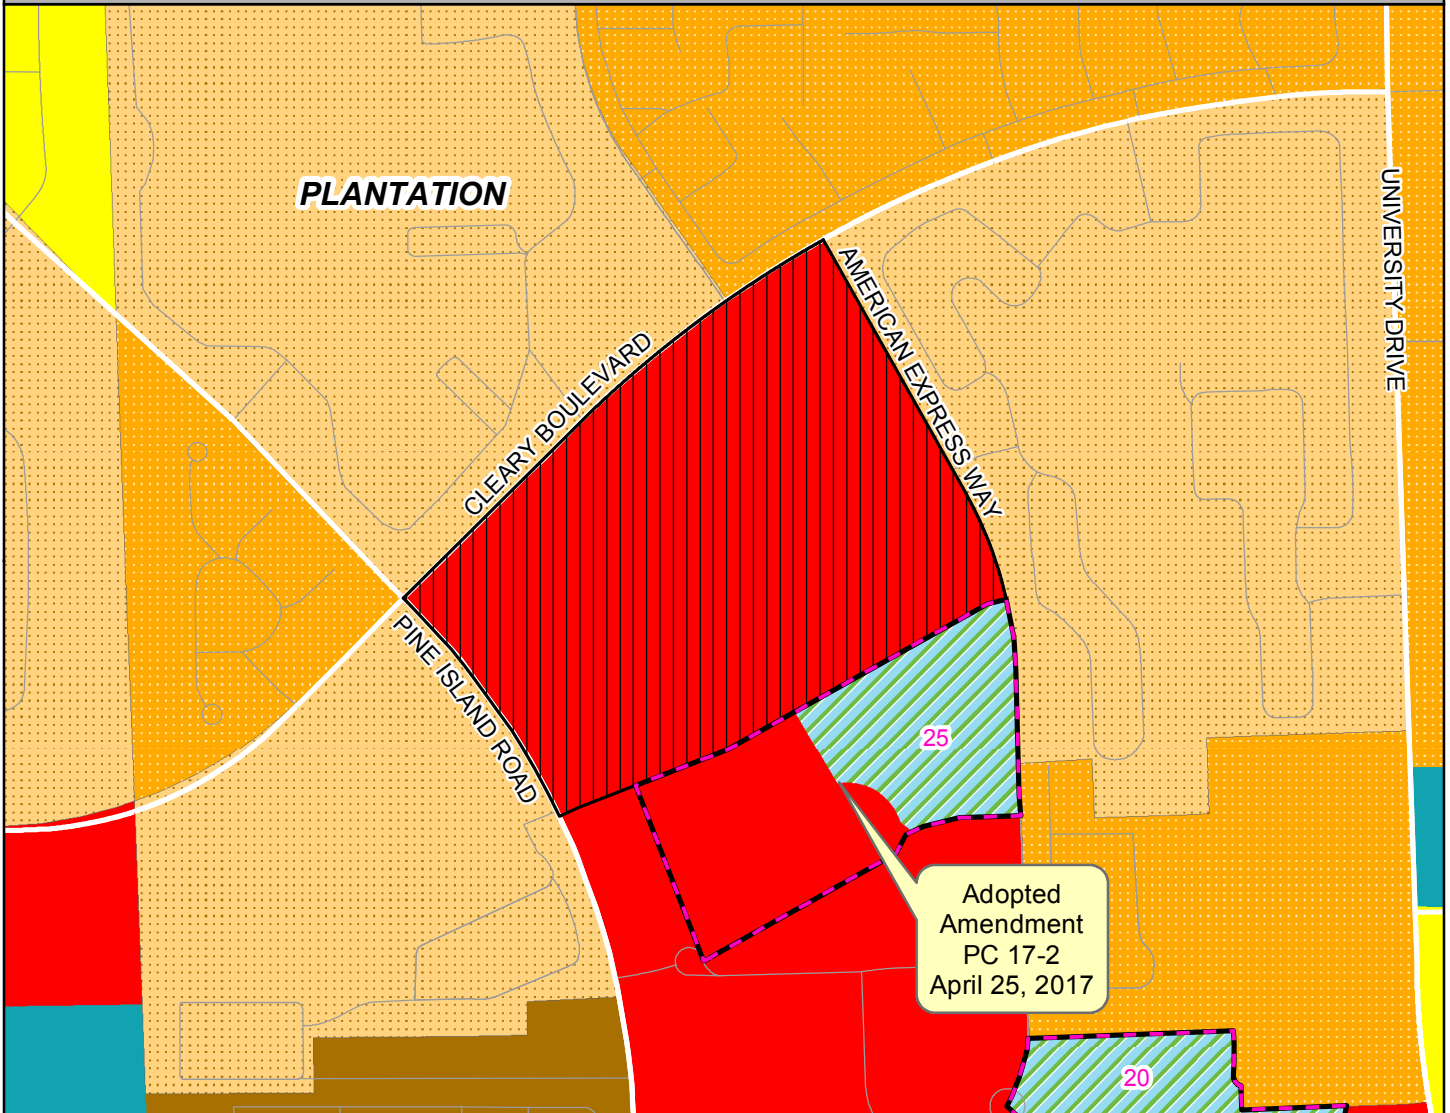 PLANTATION
UNIVERSITY DRIVE
AMERICAN EXPRESS WAY
CLEARY BOULEVARD
PINE ISLAND ROAD
25
Adopted
Amendment
PC 17-2
April 25, 2017
20